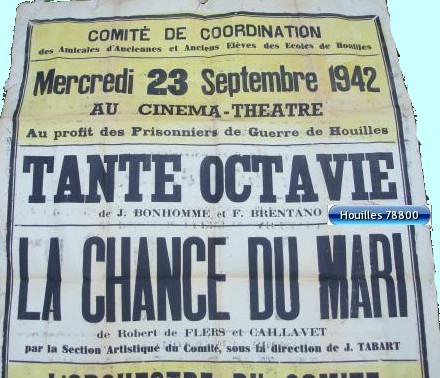 COMITÉ DE COORDINATION
des Amicales d'Anciennes et Anciens Elèves des Ecoles de Houilles
Mercredi 23 Septembre 1942
AU CINEMA-THEATRE
Au profit des Prisonniers de Guerre de Houilles
TANTE OCTAVIE
de J. BONHOMME et F. BRENTANO
Houilles 78800
LA CHANCE DU MARI
de Robert de FLERS et CAILLAVET
par la Section Artistique du Comité, sous la direction de J. TABART
L'ORCHESTRE DU COMITE